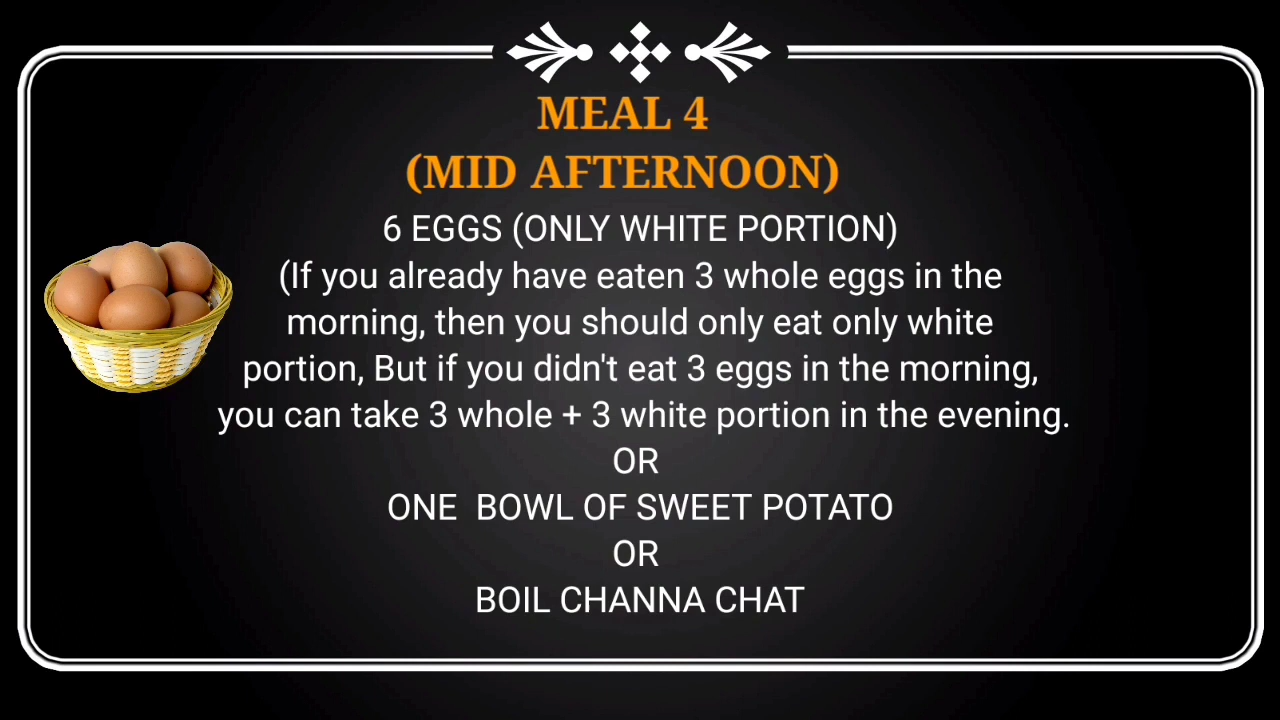 MEAL 4
(MID AFTERNOON)
6 EGGS (ONLY WHITE PORTION)
(If you already have eaten 3 whole eggs in the
morning, then you should only eat only white
portion, But if you didn't eat 3 eggs in the morning,
you can take 3 whole + 3 white portion in the evening.
OR
ONE  BOWL OF SWEET POTATO
OR
BOIL CHANNA CHAT